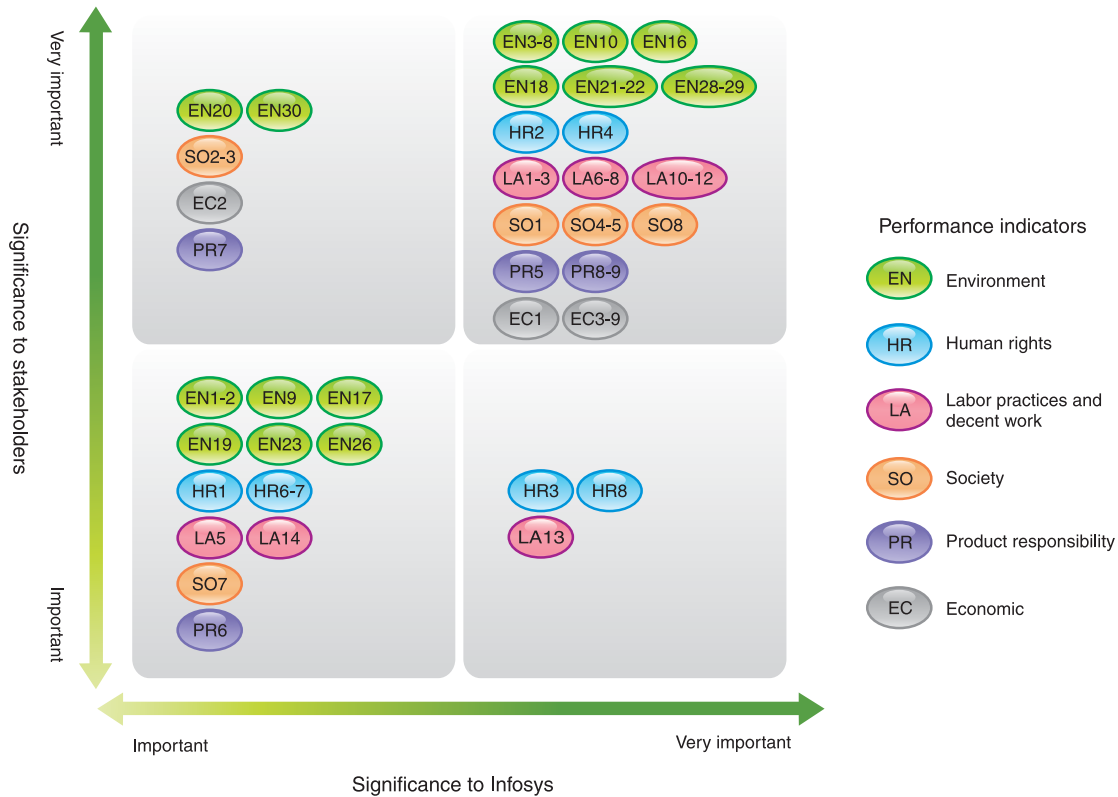 Very important
Important
Significance to stakeholders
EN20 EN30
SO2-3
EC2
PR7
EN3-8 EN10 EN16
EN18 EN21-22 EN28-29
HR2 HR4
LA1-3 LA6-8 LA10-12
SO1 SO4-5 SO8
PR5 PR8-9
EC1 EC3-9
EN1-2 EN9 EN17
EN19 EN23 EN26
HR1 HR6-7
LA5 LA14
SO7
PR6
HR3 HR8
LA13
Important
Very important
Significance to Infosys
Performance indicators
EN Environment
HR Human rights
LA Labor practices and
decent work
SO Society
PR Product responsibility
EC Economic